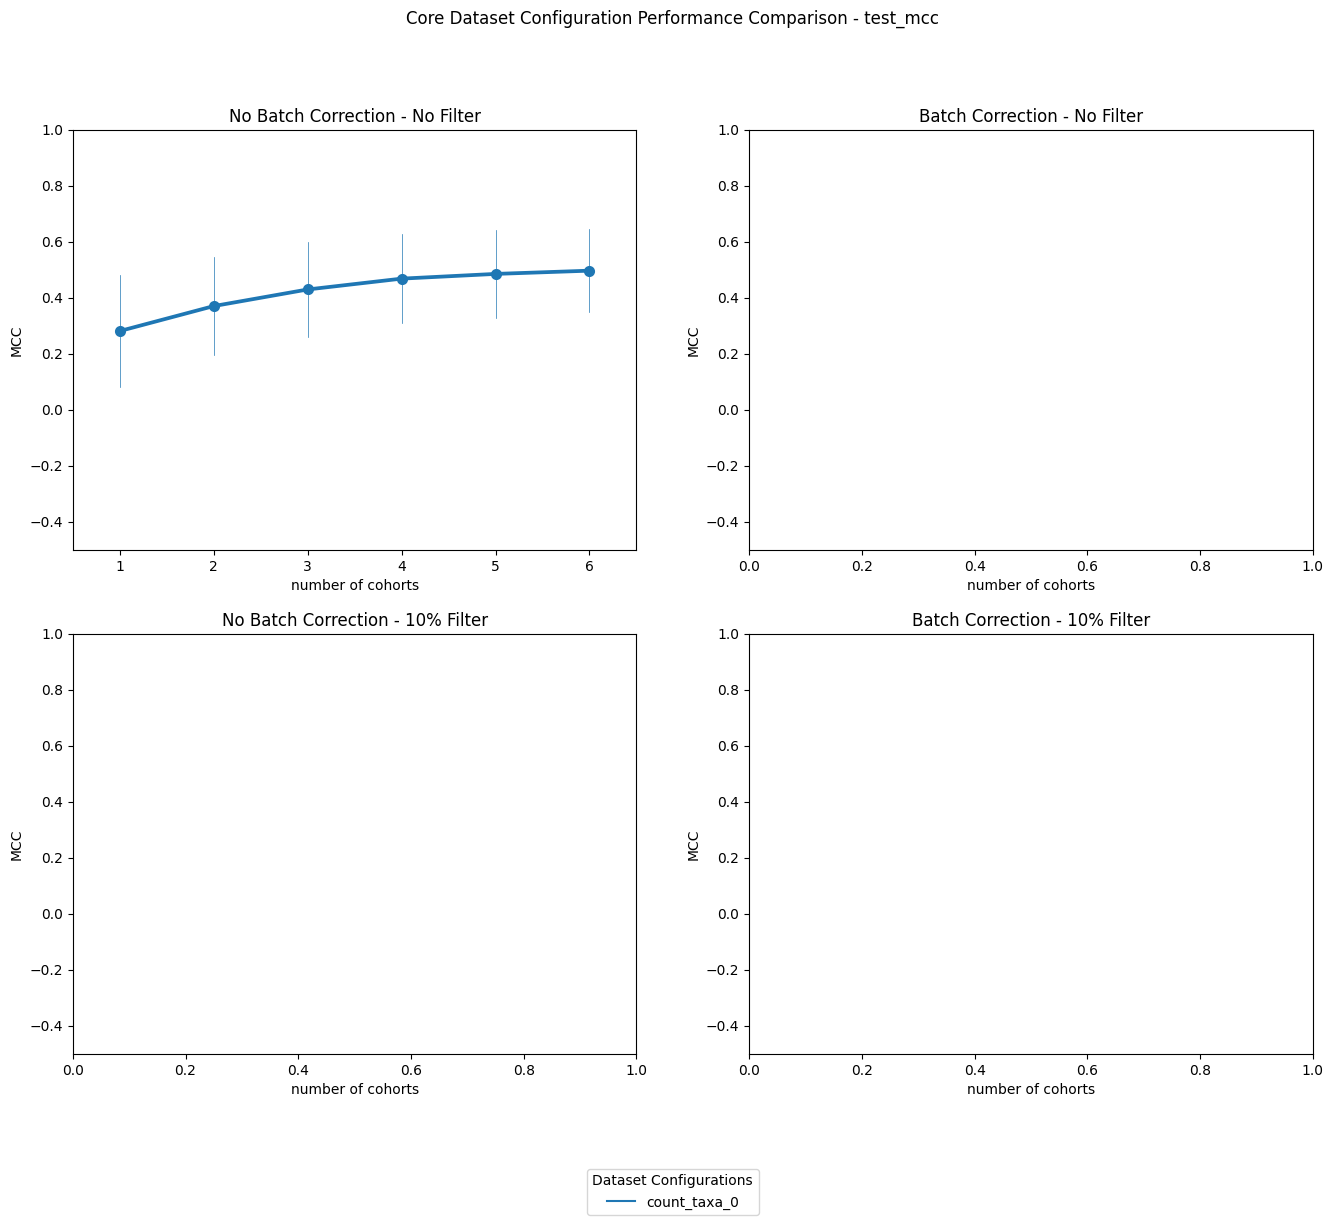 Core Dataset Configuration Performance Comparison - test_mcc
No Batch Correction - No Filter
1.0
0.8
0.6
0.4
0.2
0.0
−0.2
−0.4
MCC
1 2 3 4 5 6
number of cohorts
Batch Correction - No Filter
1.0
0.8
0.6
0.4
0.2
0.0
−0.2
−0.4
MCC
0.0 0.2 0.4 0.6 0.8 1.0
number of cohorts
No Batch Correction - 10% Filter
1.0
0.8
0.6
0.4
0.2
0.0
−0.2
−0.4
MCC
0.0 0.2 0.4 0.6 0.8 1.0
number of cohorts
Batch Correction - 10% Filter
1.0
0.8
0.6
0.4
0.2
0.0
−0.2
−0.4
MCC
0.0 0.2 0.4 0.6 0.8 1.0
number of cohorts
Dataset Configurations
count_taxa_0